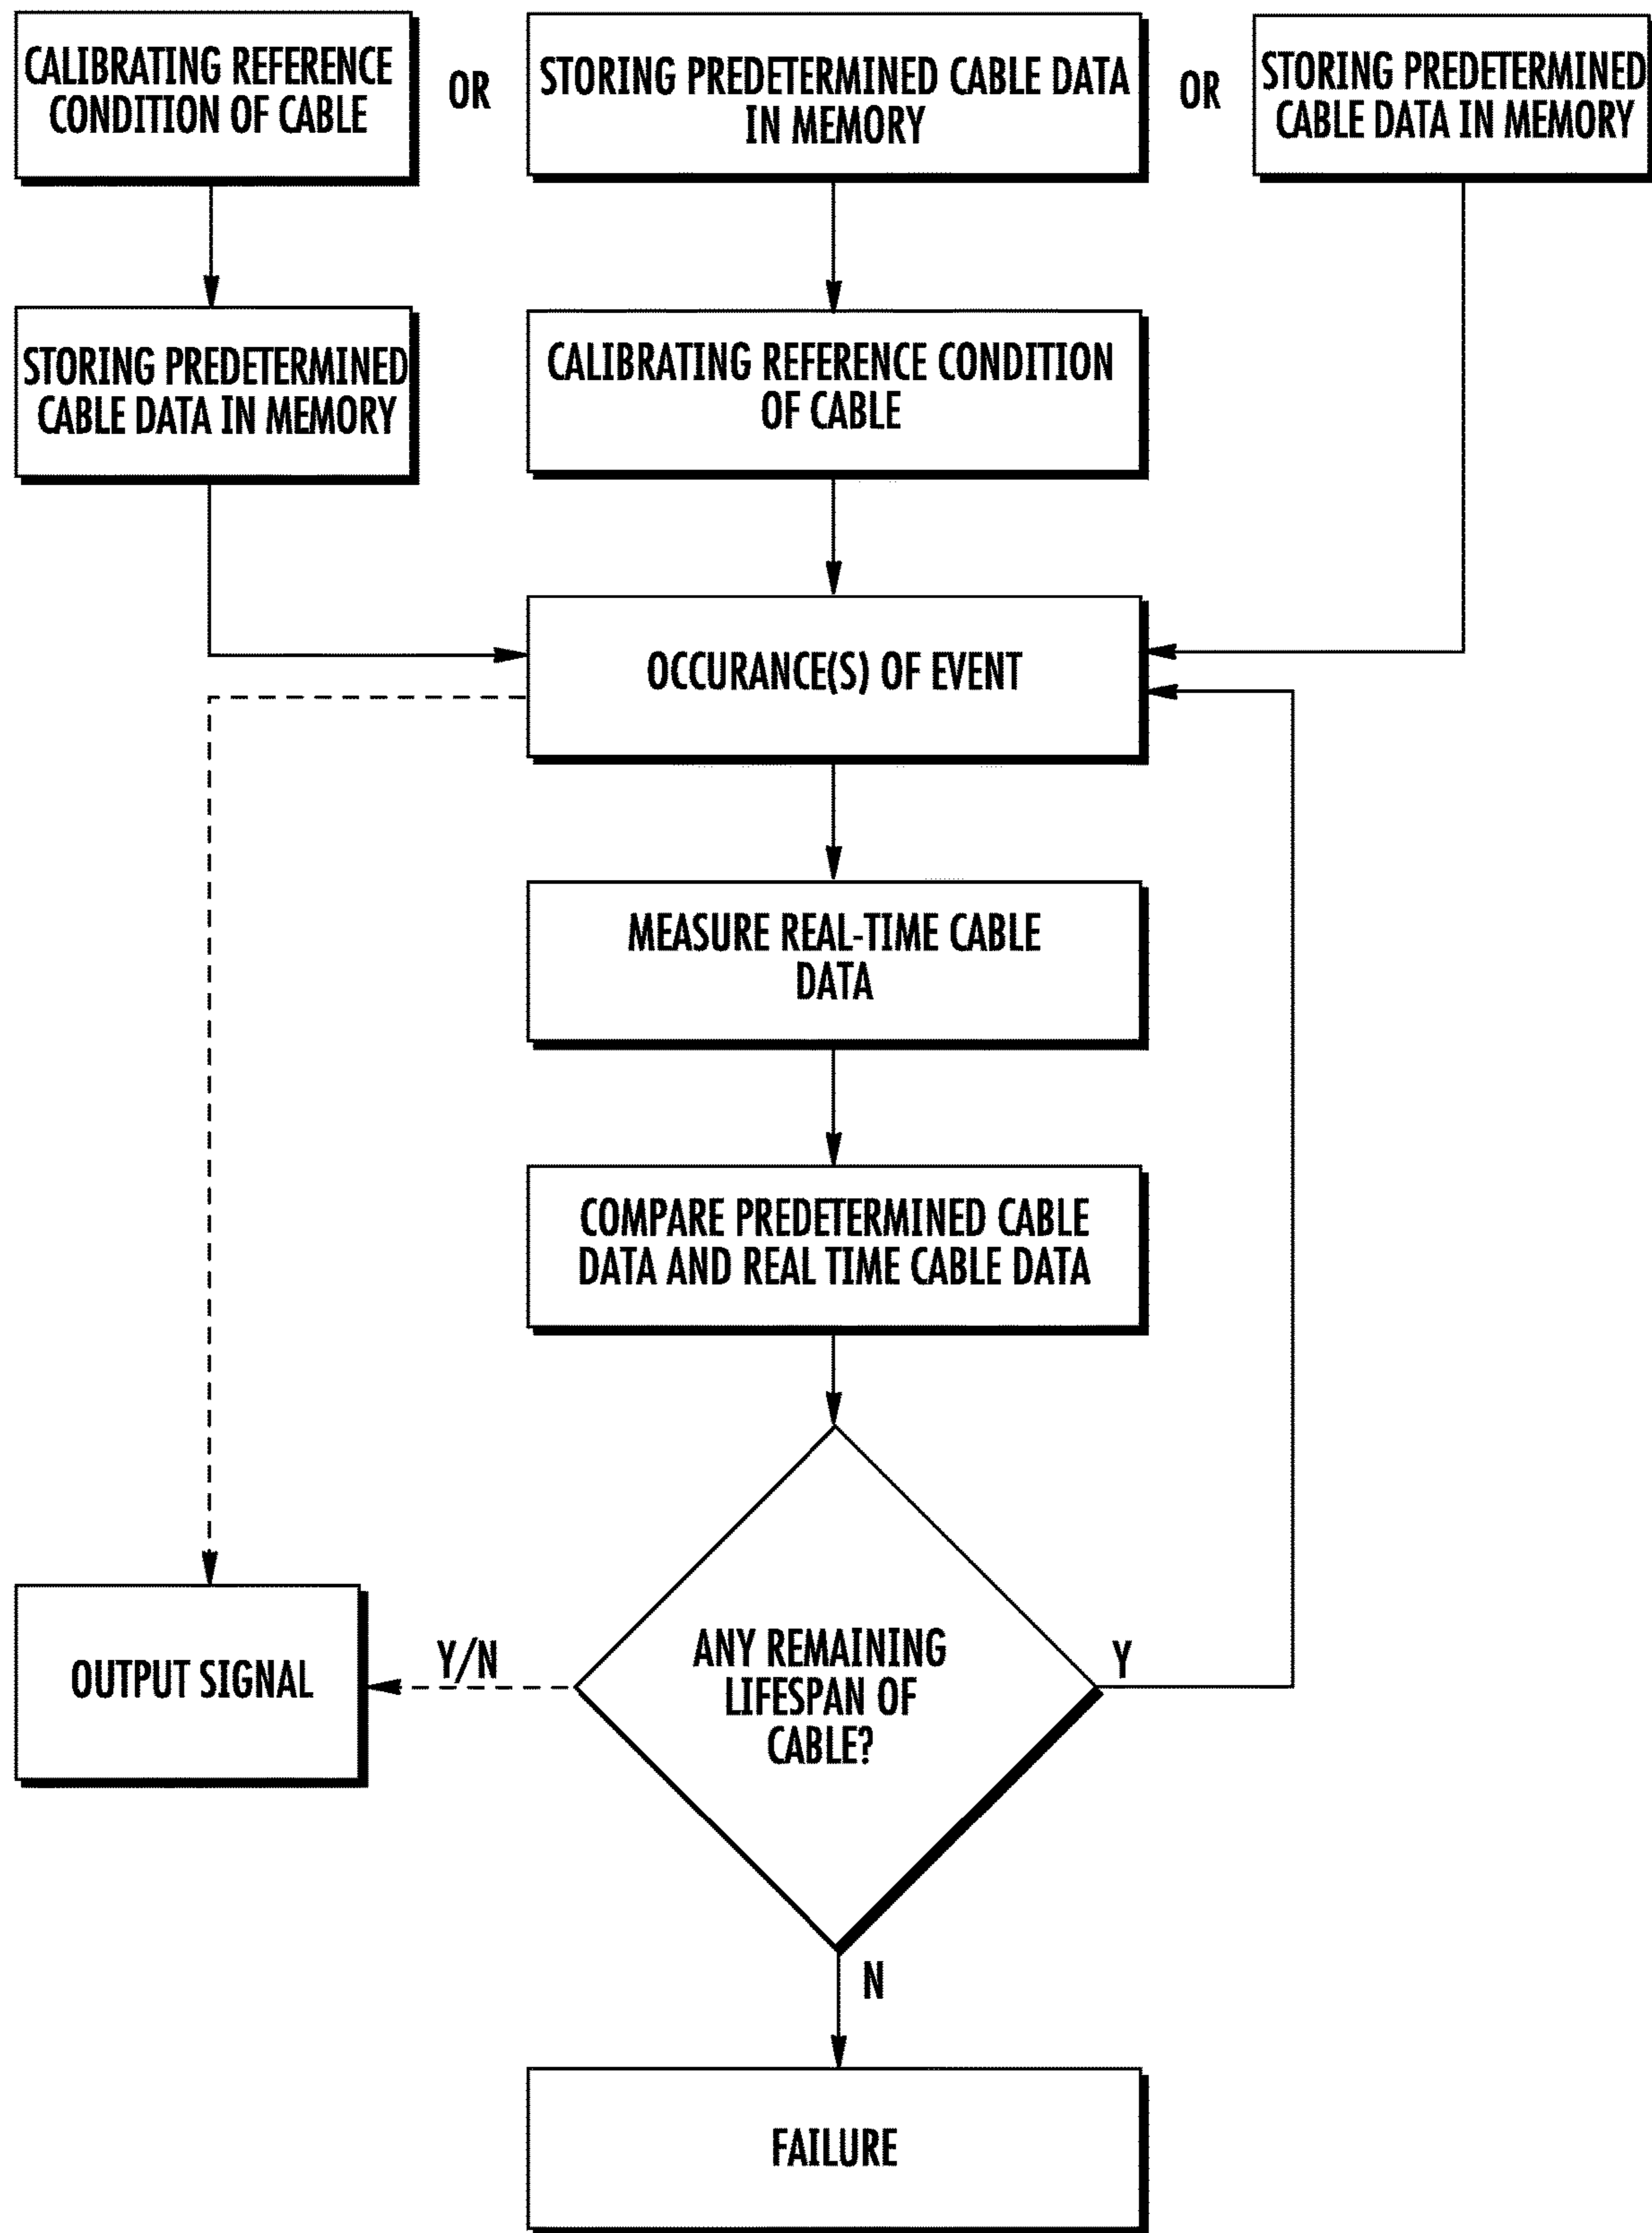 CALIBRATING REFERENCE
CONDITION OF CABLE
OR
STORING PREDETERMINED CABLE DATA
IN MEMORY
OR
STORING PREDETERMINED
CABLE DATA IN MEMORY
STORING PREDETERMINED
CABLE DATA IN MEMORY
CALIBRATING REFERENCE CONDITION
OF CABLE
OCCURANCE(S) OF EVENT
MEASURE REAL-TIME CABLE
DATA
COMPARE PREDETERMINED CABLE
DATA AND REAL TIME CABLE DATA
OUTPUT SIGNAL
Y/N
ANY REMAINING
LIFESPAN OF
CABLE?
Y
N
FAILURE